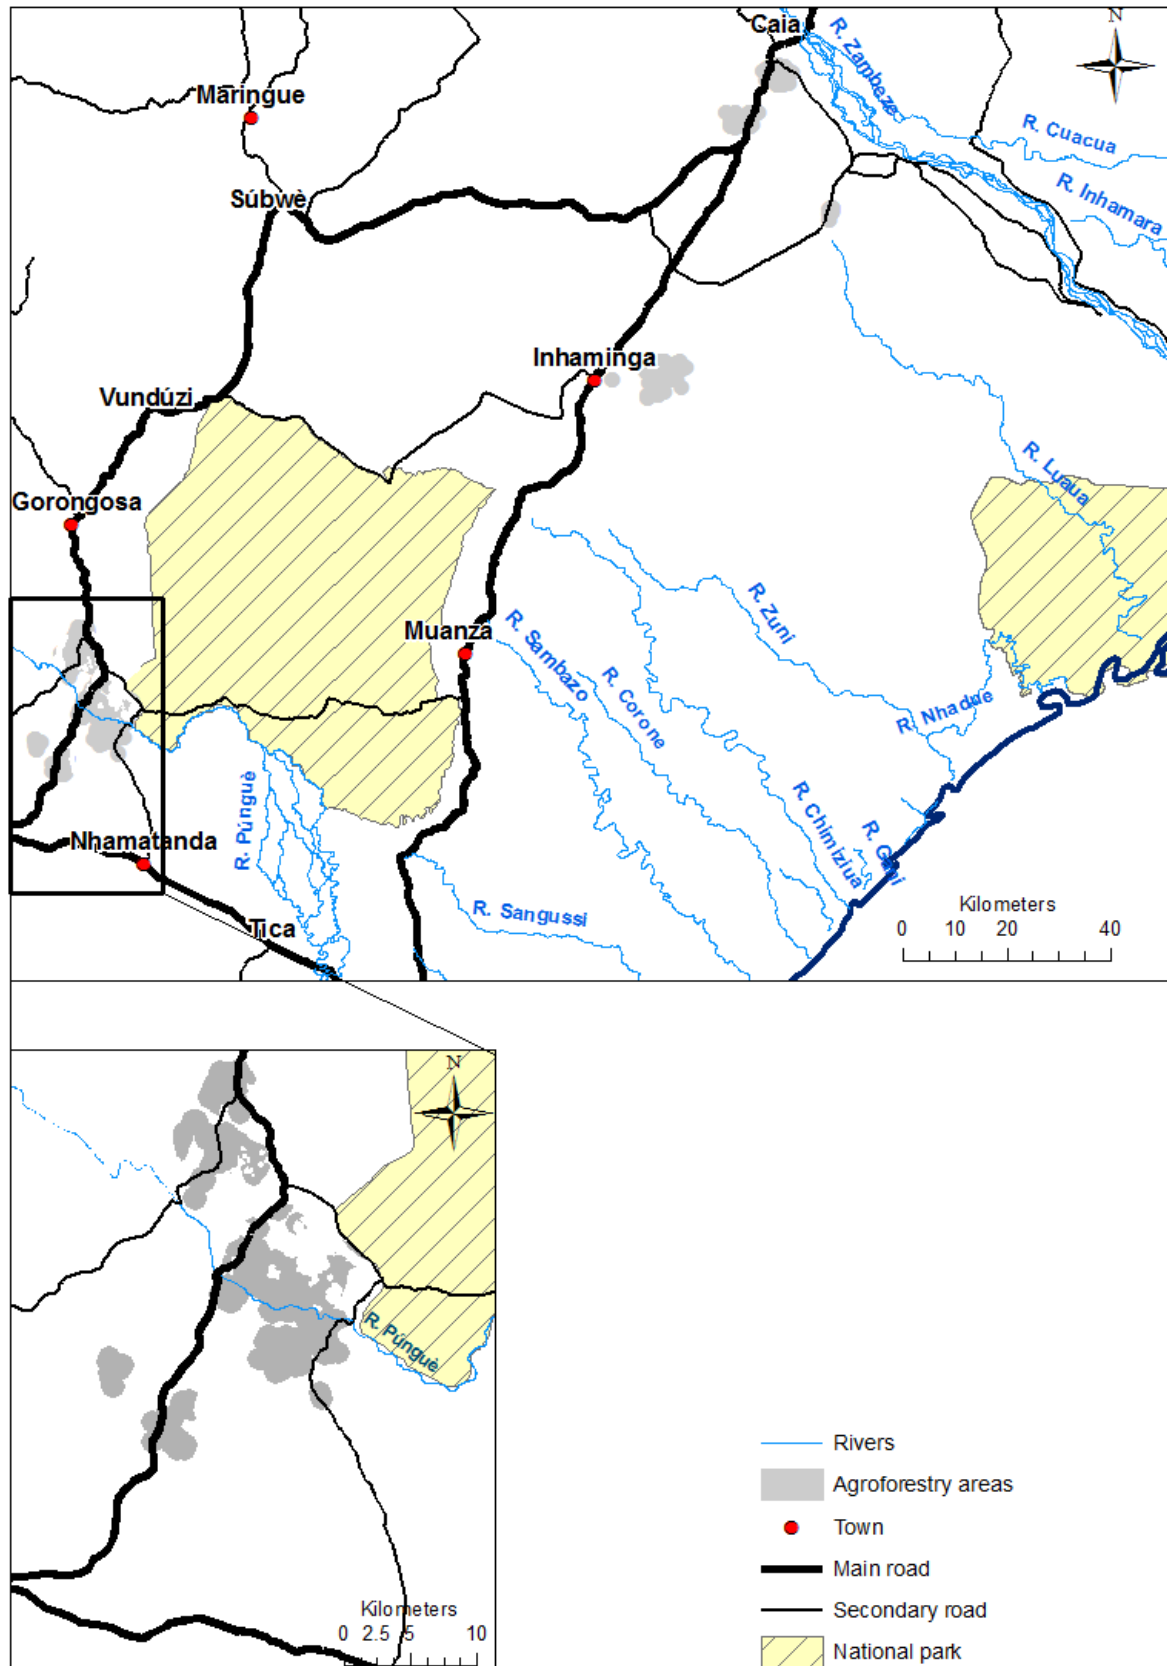 Caia
N
R. Zambeze
Maringue
R. Cuacua
R. Inhamara
Súbwè
Inhaminga
Vundúzi
R. Luaua
Gorongosa
R. Zuni
Muanza
R. Sambazo
R. Corone
R. Nhadue
R. Púnguè
R. Chimiziua
Nhamatanda
R. Sangussi
Kilometers
0 10 20 40
Tica
N
R. Púnguè
Kilometers
0 2.5 5 10
Rivers
Agroforestry areas
Town
Main road
Secondary road
National park